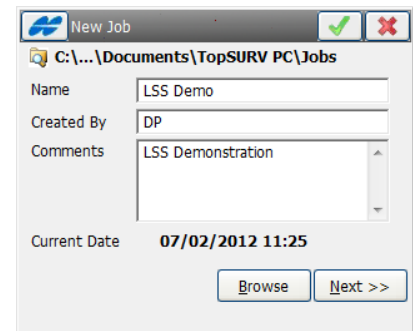 New Job
C:\...\Documents\TopSURV PC\Jobs
Name LSS Demo
Created By DP
Comments LSS Demonstration
Current Date 07/02/2012 11:25
Browse Next >>